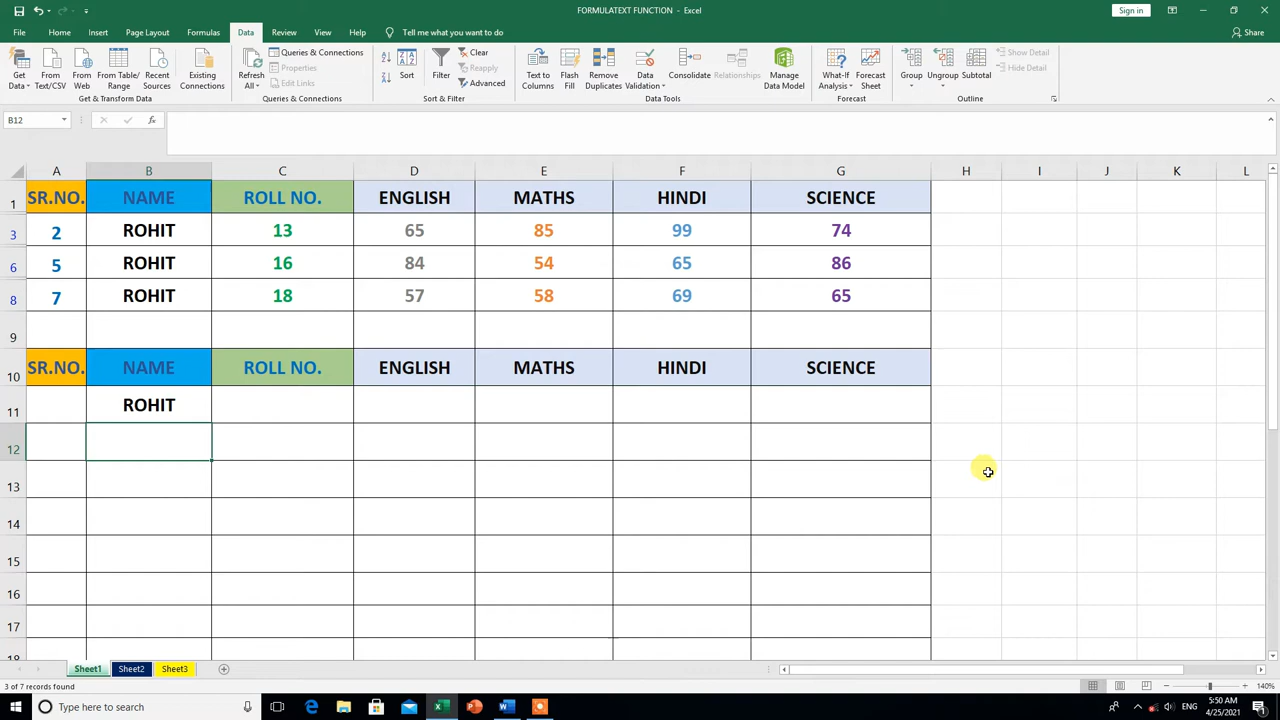 FORMULATEXT FUNCTION - Excel
Sign in
File Home Insert Page Layout Formulas Data Review View Help Tell me what you want to do Share
Get Data From Text/CSV From Web From Table/Range Recent Sources Existing Connections
Refresh All Queries & Connections Properties Edit Links
Sort Filter Clear Reapply Advanced
Text to Columns Flash Fill Remove Duplicates Data Validation Consolidate Relationships Manage Data Model
What-If Analysis Forecast Sheet Group Ungroup Subtotal Show Detail Hide Detail
Get & Transform Data Queries & Connections Sort & Filter Data Tools Forecast Outline
B12 fx
A B C D E F G H I J K L
1 SR.NO. NAME ROLL NO. ENGLISH MATHS HINDI SCIENCE
3 2 ROHIT 13 65 85 99 74
6 5 ROHIT 16 84 54 65 86
8 7 ROHIT 18 57 58 69 65
9
10 SR.NO. NAME ROLL NO. ENGLISH MATHS HINDI SCIENCE
11 ROHIT
12
13
14
15
16
17
18
Sheet1 Sheet2 Sheet3
3 of 7 records found 140%
Type here to search
ENG 5:50 AM
4/25/2021